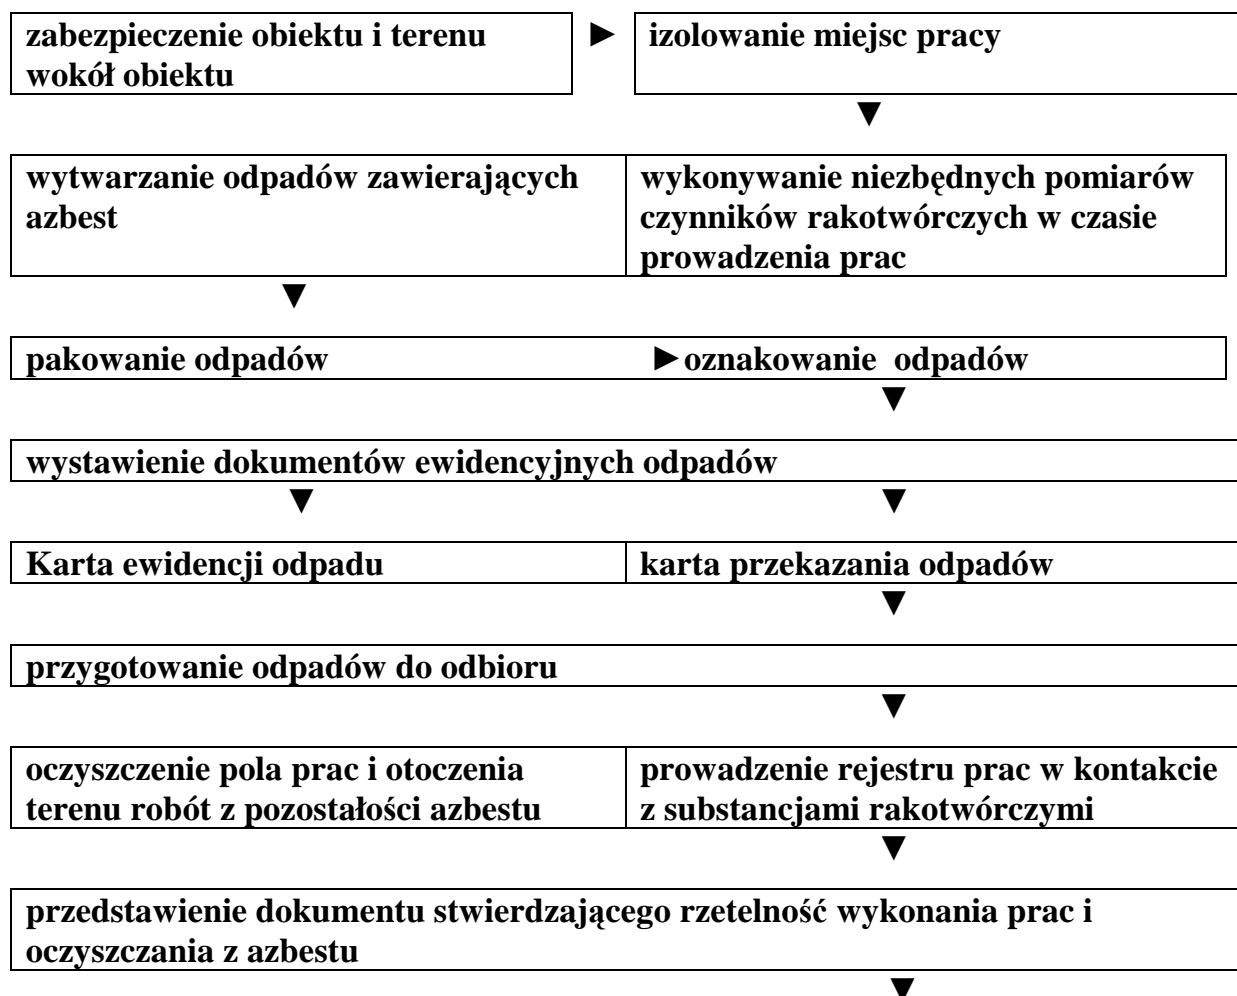 zabezpieczenie obiektu i terenu
wokół obiektu
► izolowanie miejsc pracy
▼
wytwarzanie odpadów zawierających
azbest
wykonywanie niezbędnych pomiarów
czynników rakotwórczych w czasie
prowadzenia prac
▼
pakowanie odpadów ►oznakowanie odpadów
▼
wystawienie dokumentów ewidencyjnych odpadów
▼ ▼
Karta ewidencji odpadu
karta przekazania odpadów
▼
przygotowanie odpadów do odbioru
▼
oczyszczenie pola prac i otoczenia
terenu robót z pozostałości azbestu
prowadzenie rejestru prac w kontakcie
z substancjami rakotwórczymi
▼
przedstawienie dokumentu stwierdzającego rzetelność wykonania prac i
oczyszczania z azbestu
▼